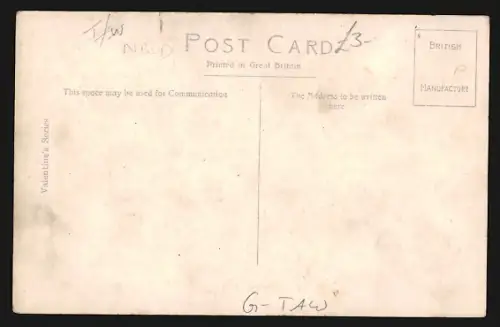 I/W
POST CARD
£3-
Printed in Great Britain
BRITISH
P
MANUFACTURE
This space may be used for Communication
The Address to be written
here
Valentine's Series
G-TAW